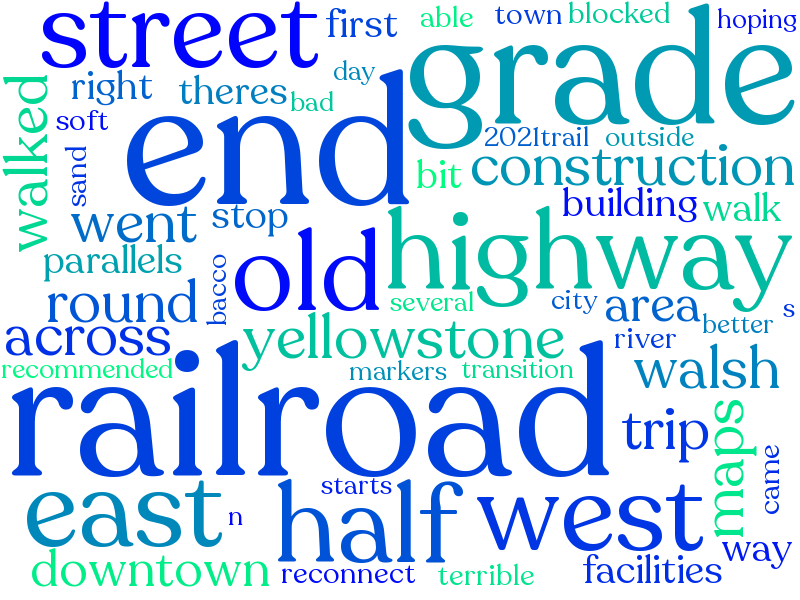 street
first
able
town
blocked
hoping
grade
right
theres
day
bad
soft
end
2021trail
outside
walked
sand
bit
construction
went
stop
building
walk
parallels
old
highway
bacco
round
several
city
area
s
across
yellowstone
river
better
recommended
markers
transition
walsh
railroad
trip
maps
came
east
n
starts
half
west
way
downtown
reconnect
terrible
facilities